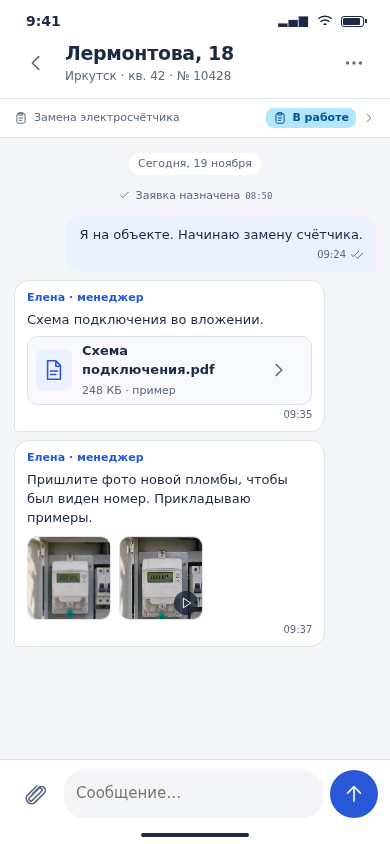 9:41
Лермонтова, 18
Иркутск · кв. 42 · № 10428
Замена электросчётчика
В работе
Сегодня, 19 ноября
Заявка назначена 08:50
Я на объекте. Начинаю замену счётчика.
09:24
Елена · менеджер
Схема подключения во вложении.
Схема
подключения.pdf
248 КБ · пример
09:35
Елена · менеджер
Пришлите фото новой пломбы, чтобы
был виден номер. Прикладываю
примеры.
09:37
Сообщение...